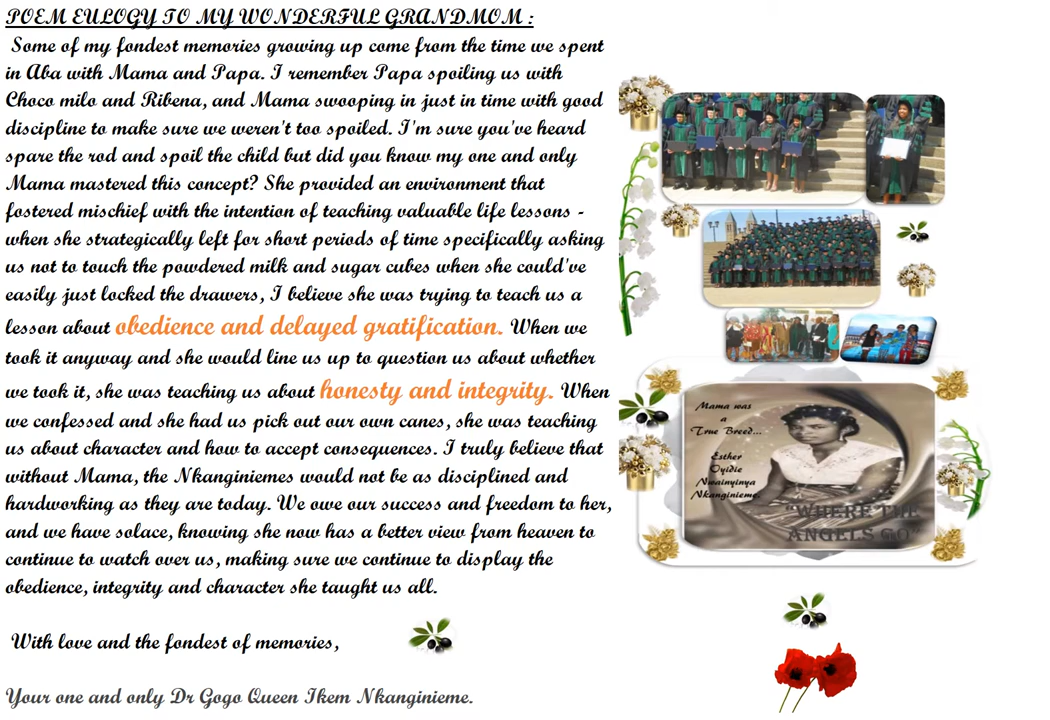 POEM EULOGY TO MY WONDERFUL GRANDMOM :
Some of my fondest memories growing up come from the time we spent
in Aba with Mama and Papa. I remember Papa spoiling us with
Choco milo and Ribena, and Mama swooping in just in time with good
discipline to make sure we weren't too spoiled. I'm sure you've heard
spare the rod and spoil the child but did you know my one and only
Mama mastered this concept? She provided an environment that
fostered mischief with the intention of teaching valuable life lessons -
when she strategically left for short periods of time specifically asking
us not to touch the powdered milk and sugar cubes when she could've
easily just locked the drawers, I believe she was trying to teach us a
lesson about obedience and delayed gratification. When we
took it anyway and she would line us up to question us about whether
we took it, she was teaching us about honesty and integrity. When
we confessed and she had us pick out our own canes, she was teaching
us about character and how to accept consequences. I truly believe that
without Mama, the Nkanginiemes would not be as disciplined and
hardworking as they are today. We owe our success and freedom to her,
and we have solace, knowing she now has a better view from heaven to
continue to watch over us, making sure we continue to display the
obedience, integrity and character she taught us all.
With love and the fondest of memories,
Your one and only Dr Gogo Queen Ikem Nkanginieme.
Mama was
a
True Breed...
Esther
Oyidie
Nwainyinya
Nkanginieme.
"WHERE THE
ANGELS GO"